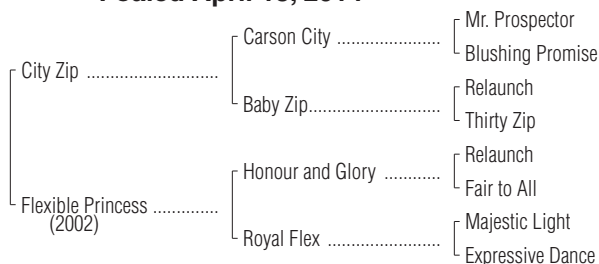 Foaled April
Mr. Prospector
Carson City ......................
Blushing Promise
City Zip ............................
Relaunch
Baby Zip............................
Thirty Zip
Relaunch
Honour and Glory ............
Fair to All
Flexible Princess ..............
(2002)
Majestic Light
Royal Flex ........................
Expressive Dance